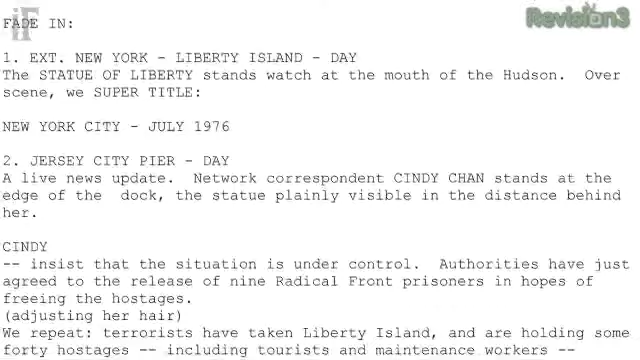 iF
Revision3
FADE IN:
1. EXT. NEW YORK - LIBERTY ISLAND - DAY
The STATUE OF LIBERTY stands watch at the mouth of the Hudson. Over
scene, we SUPER TITLE:
NEW YORK CITY - JULY 1976
2. JERSEY CITY PIER - DAY
A live news update. Network correspondent CINDY CHAN stands at the
edge of the dock, the statue plainly visible in the distance behind
her.
CINDY
-- insist that the situation is under control. Authorities have just
agreed to the release of nine Radical Front prisoners in hopes of
freeing the hostages.
(adjusting her hair)
We repeat: terrorists have taken Liberty Island, and are holding some
forty hostages -- including tourists and maintenance workers --